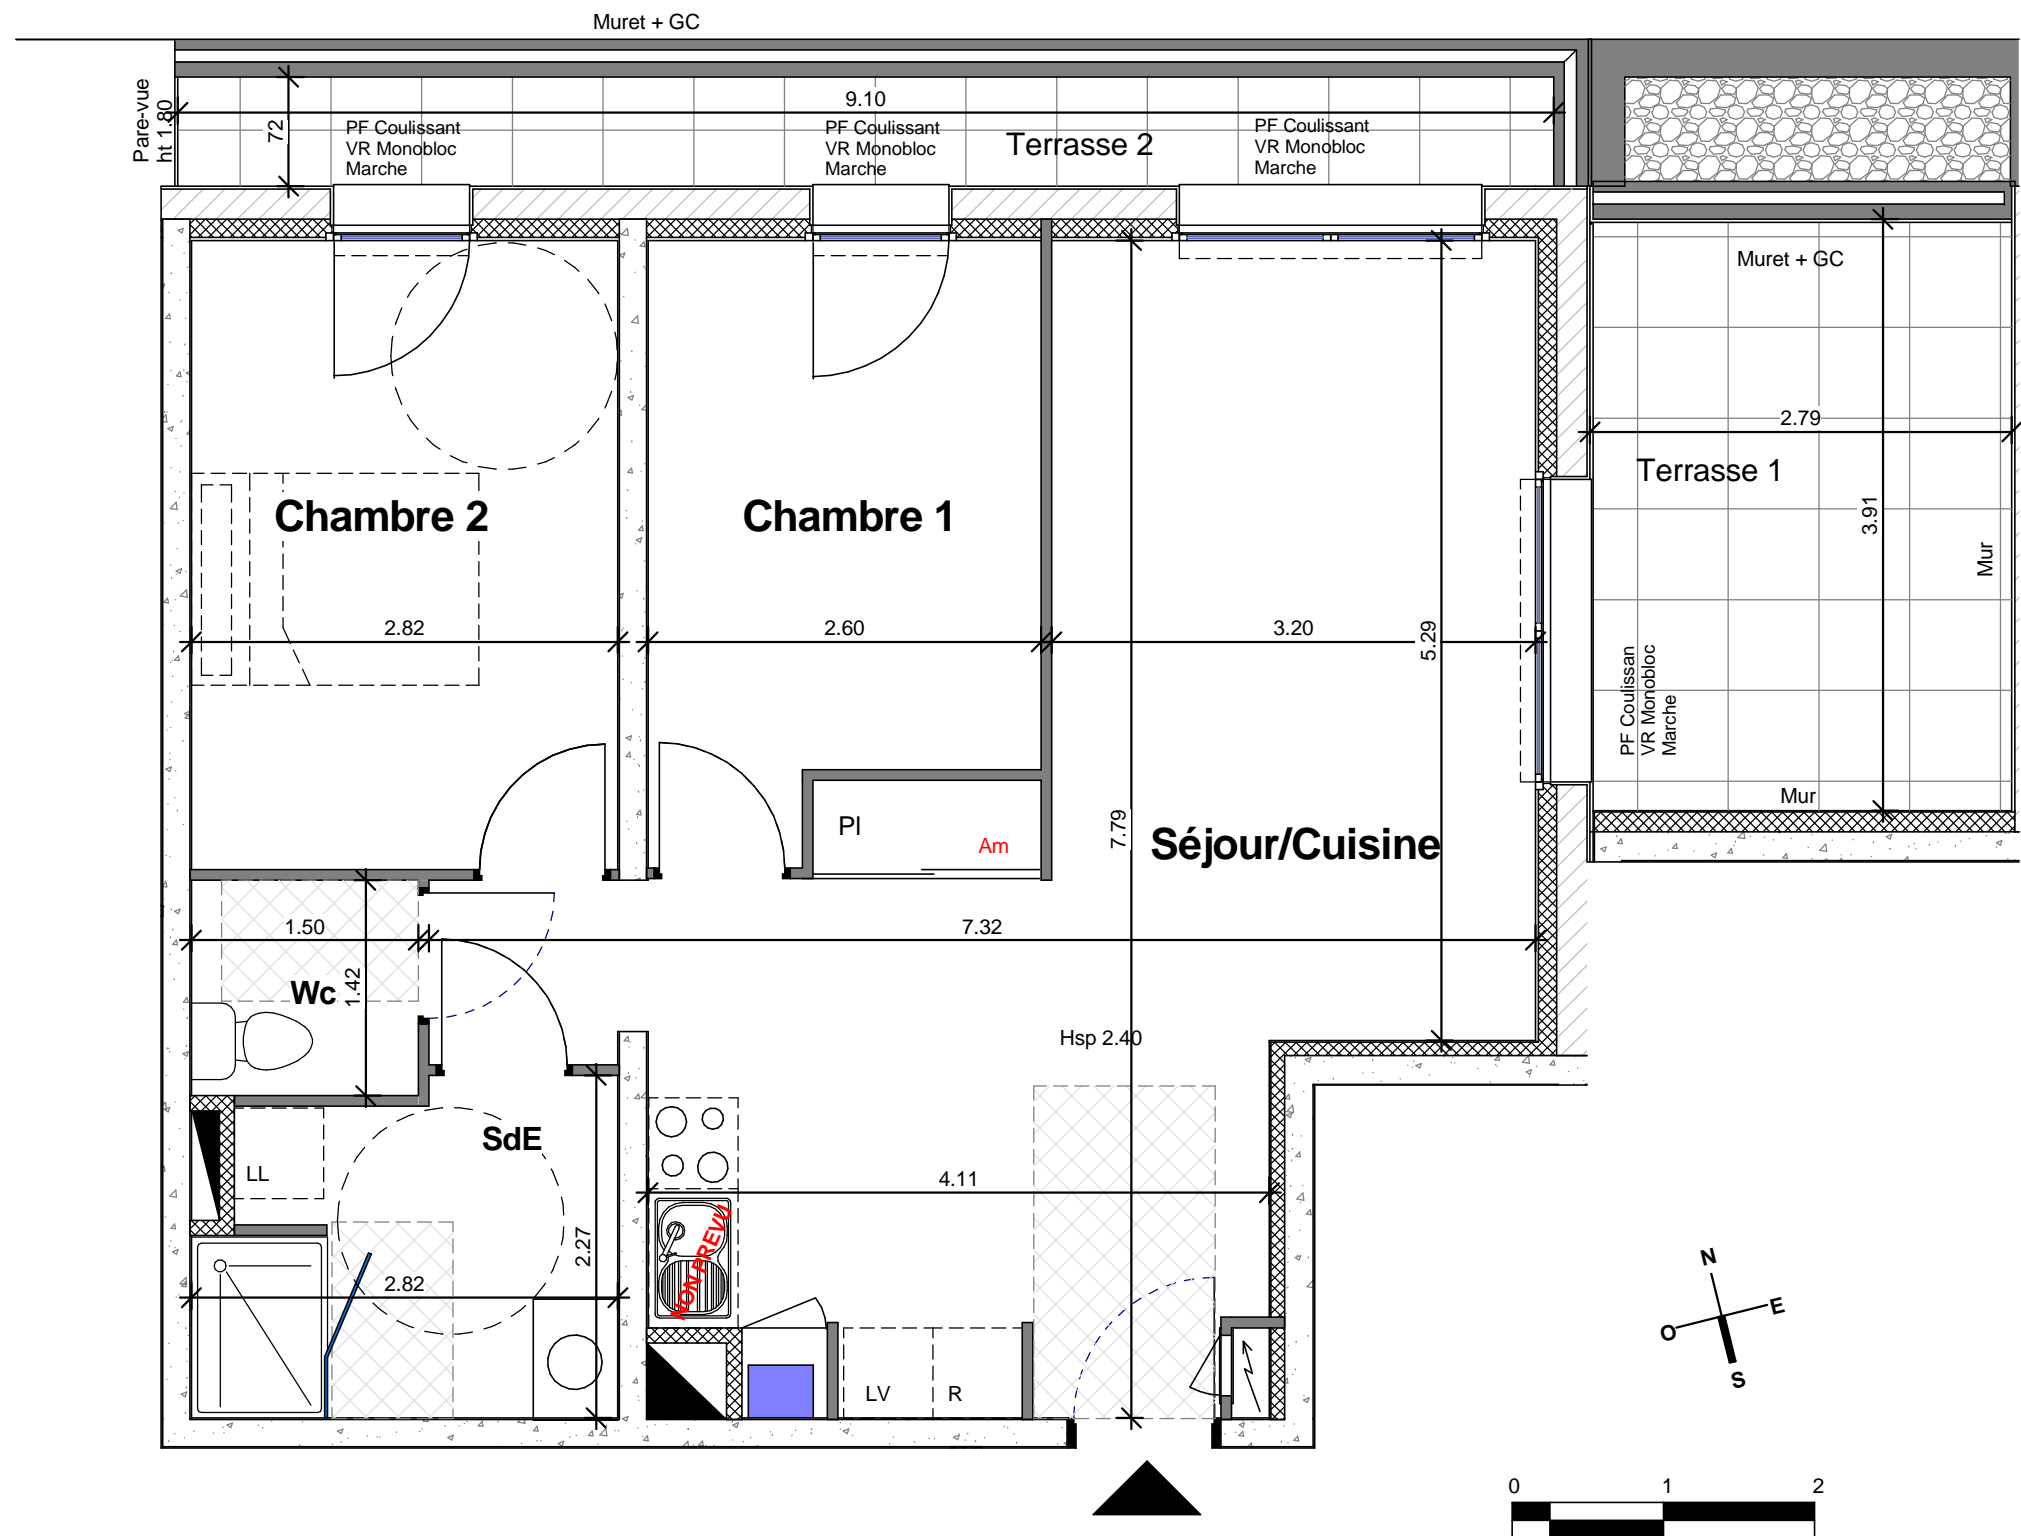 Muret + GC
Pare-vue
ht 1.80
72
9.10
PF Coulissant
VR Monobloc
Marche
PF Coulissant
VR Monobloc
Marche
Terrasse 2
PF Coulissant
VR Monobloc
Marche
Muret + GC
2.79
Terrasse 1
3.91
Mur
Chambre 2
Chambre 1
2.82
2.60
3.20
5.29
PF Coulissan
VR Monobloc
Marche
Mur
Pl
Am
7.79
Séjour/Cuisine
1.50
7.32
Wc
1.42
Hsp 2.40
SdE
LL
4.11
NON PREVU
2.27
2.82
LV
R
N
E
O
S
0
1
2